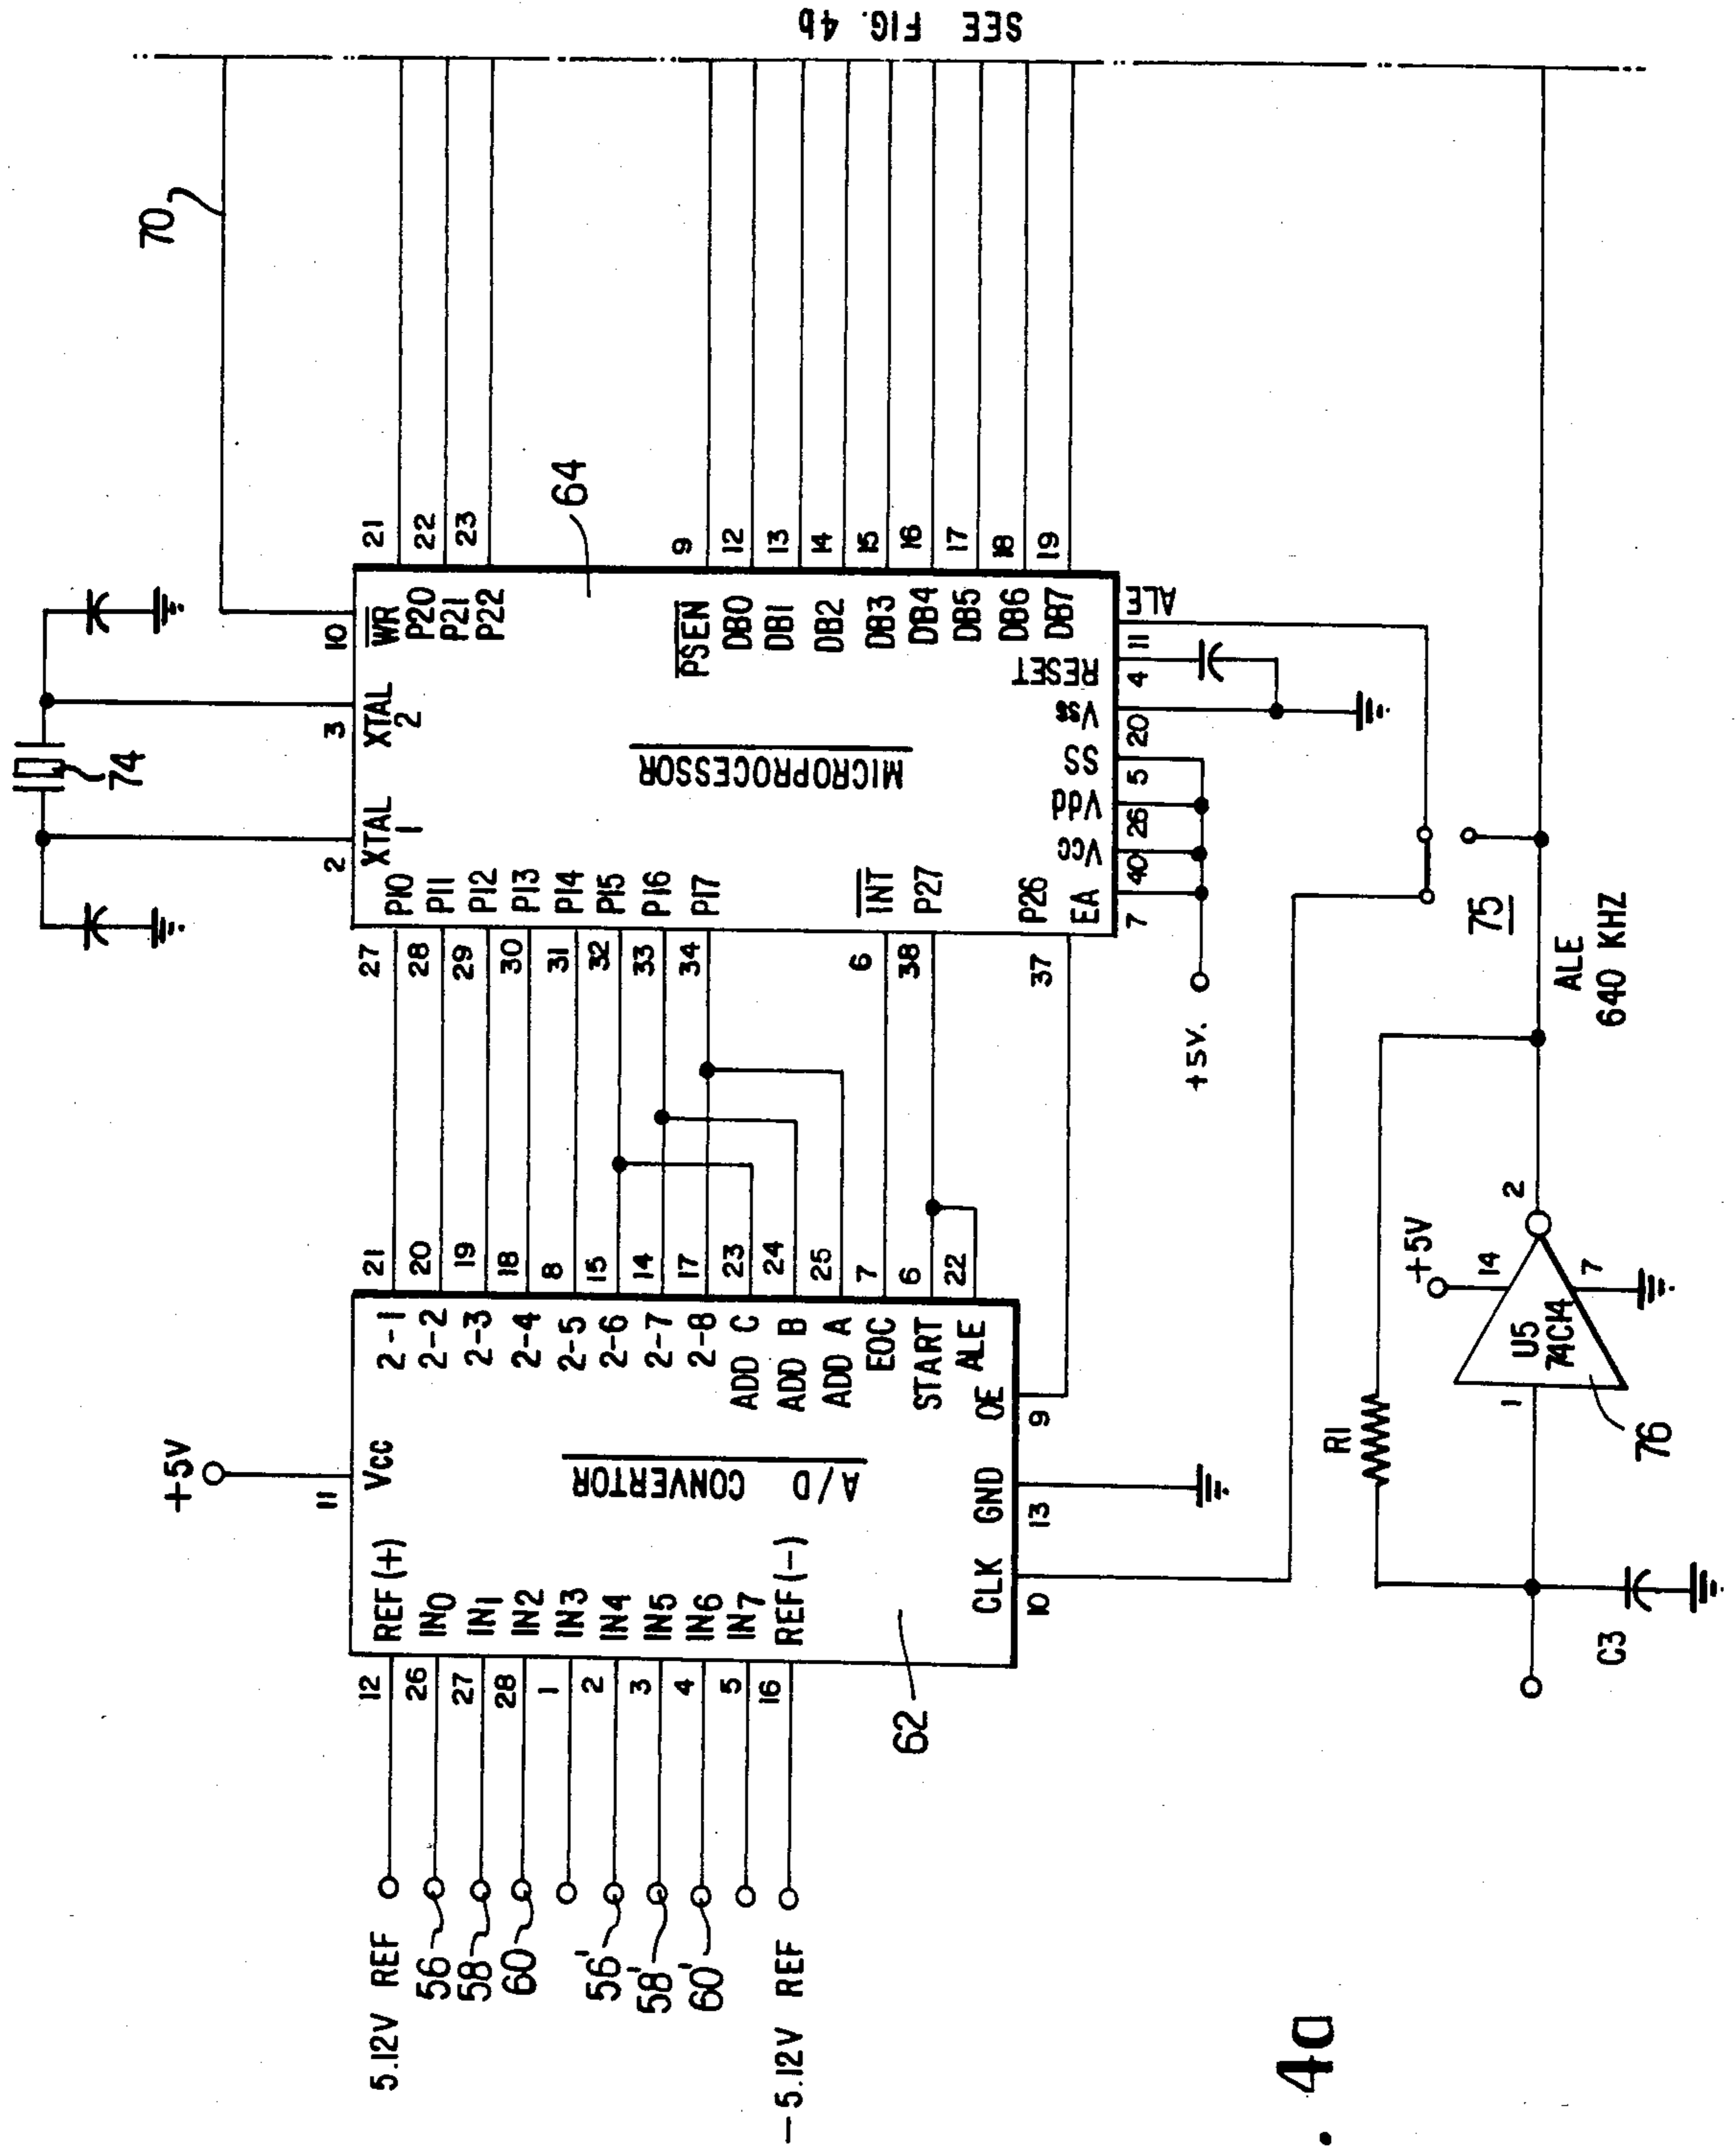 SEE FIG. 4b
70
74
10
3
2
WR
XTAL
2
XTAL
1
P20
P21
P22
21
22
23
64
PSEN
DB0
DB1
DB2
DB3
DB4
DB5
DB6
DB7
9
12
13
14
15
16
17
18
19
MICROPROCESSOR
P10
P11
P12
P13
P14
P15
P16
P17
INT
P27
P26
EA
27
28
29
30
31
32
33
34
6
38
37
ALE
RESET
Vss
SS
Vdd
Vcc
11
4
20
5
26
40
7
+5V.
75
ALE
640 KHZ
+5V
11
Vcc
A/D CONVERTOR
2-1
2-2
2-3
2-4
2-5
2-6
2-7
2-8
ADD C
ADD B
ADD A
EOC
START
ALE
OE
21
20
19
18
8
15
14
17
23
24
25
7
6
22
9
GND
13
CLK
10
REF(+)
IN0
IN1
IN2
IN3
IN4
IN5
IN6
IN7
REF(-)
12
26
27
28
1
2
3
4
5
16
62
5.12V REF
56
58
60
56'
58'
60'
-5.12V REF
R1
+5V
14
2
U5
74C14
7
1
76
C3
. 4a